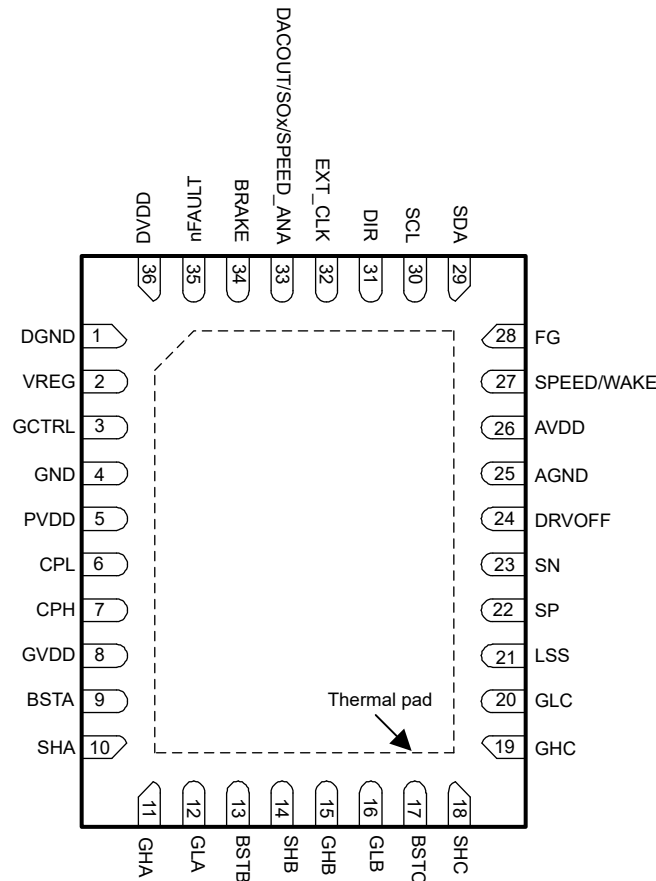 DVDD
nFAULT
BRAKE
DACOUT/SOx/SPEED_ANA
EXT_CLK
DIR
SCL
SDA
36
35
34
33
32
31
30
29
DGND 1
VREG 2
GCTRL 3
GND 4
PVDD 5
CPL 6
CPH 7
GVDD 8
BSTA 9
SHA 10
28 FG
27 SPEED/WAKE
26 AVDD
25 AGND
24 DRVOFF
23 SN
22 SP
21 LSS
20 GLC
19 GHC
Thermal pad
11
12
13
14
15
16
17
18
GHA
GLA
BSTB
SHB
GHB
GLB
BSTC
SHC